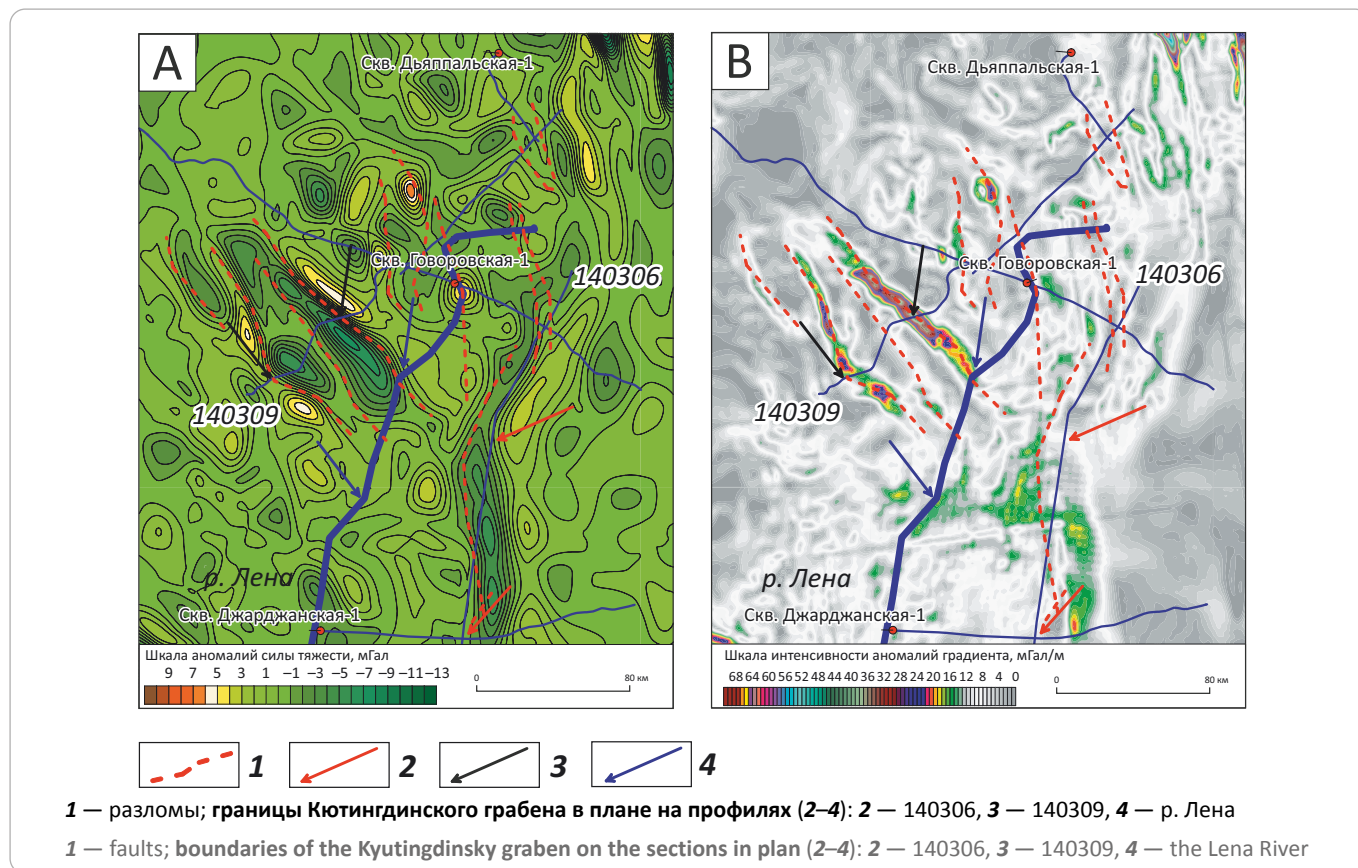 A
Скв. Дьяппальская-1
Скв. Говоровская-1
140306
140309
р. Лена
Скв. Джарджанская-1
Шкала аномалий силы тяжести, мГал
9 7 5 3 1 –1 –3 –5 –7 –9 –11 –13
0 80 км
B
Скв. Дьяппальская-1
Скв. Говоровская-1
140306
140309
р. Лена
Скв. Джарджанская-1
Шкала интенсивности аномалий градиента, мГал/м
68 64 60 56 52 48 44 40 36 32 28 24 20 16 12 8 4 0
0 80 км
1 2 3 4
1 — разломы; границы Кютингдинского грабена в плане на профилях (2–4): 2 — 140306, 3 — 140309, 4 — р. Лена
1 — faults; boundaries of the Kyutingdinsky graben on the sections in plan (2–4): 2 — 140306, 3 — 140309, 4 — the Lena River